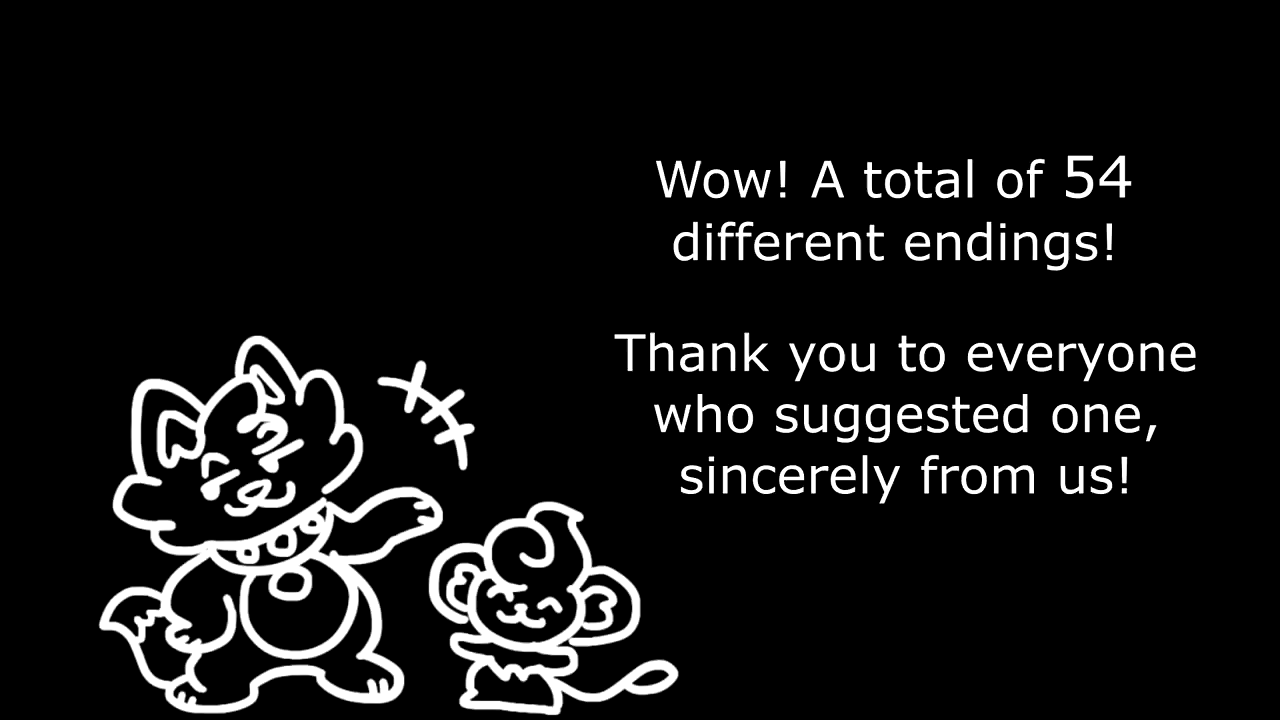 Wow! A total of 54
different endings!
Thank you to everyone
who suggested one,
sincerely from us!